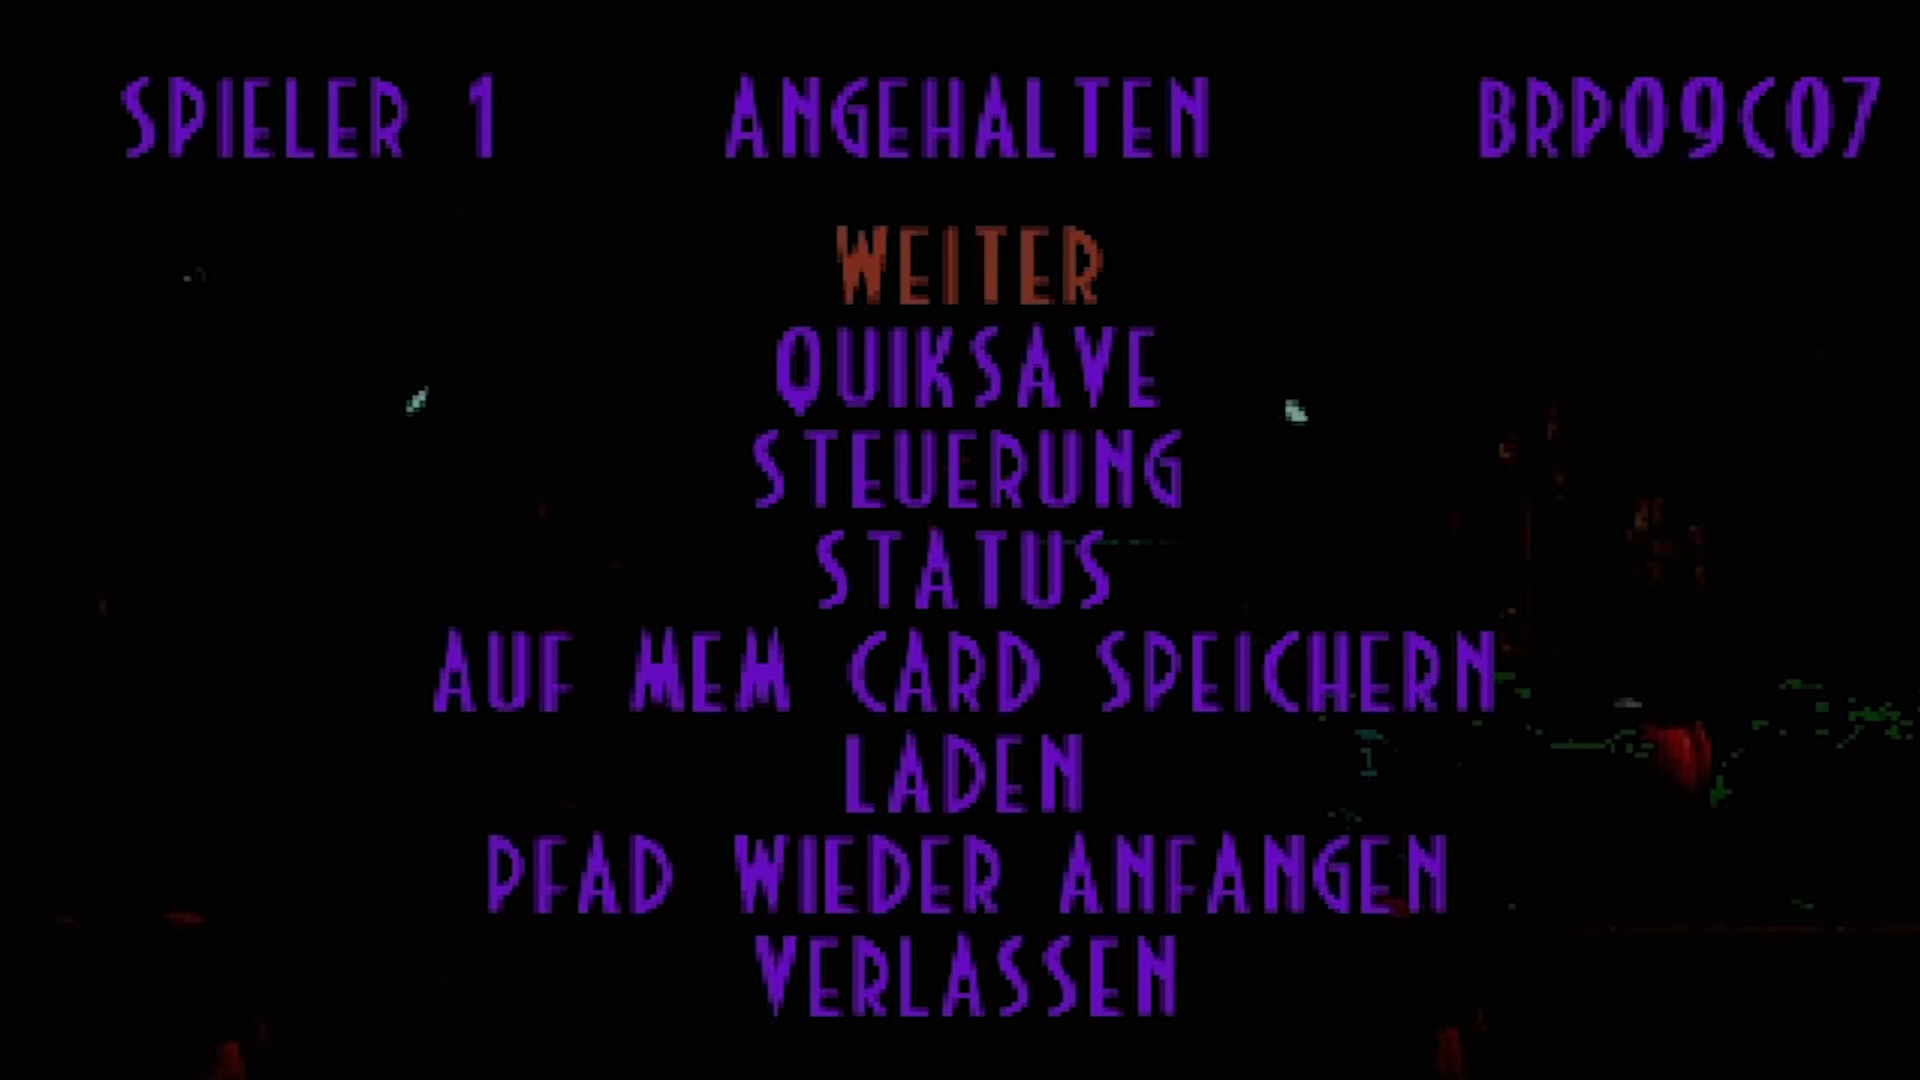 SPIELER 1 ANGEHALTEN BRP09C07
WEITER
QUIKSAVE
STEUERUNG
STATUS
AUF MEM CARD SPEICHERN
LADEN
PFAD WIEDER ANFANGEN
VERLASSEN